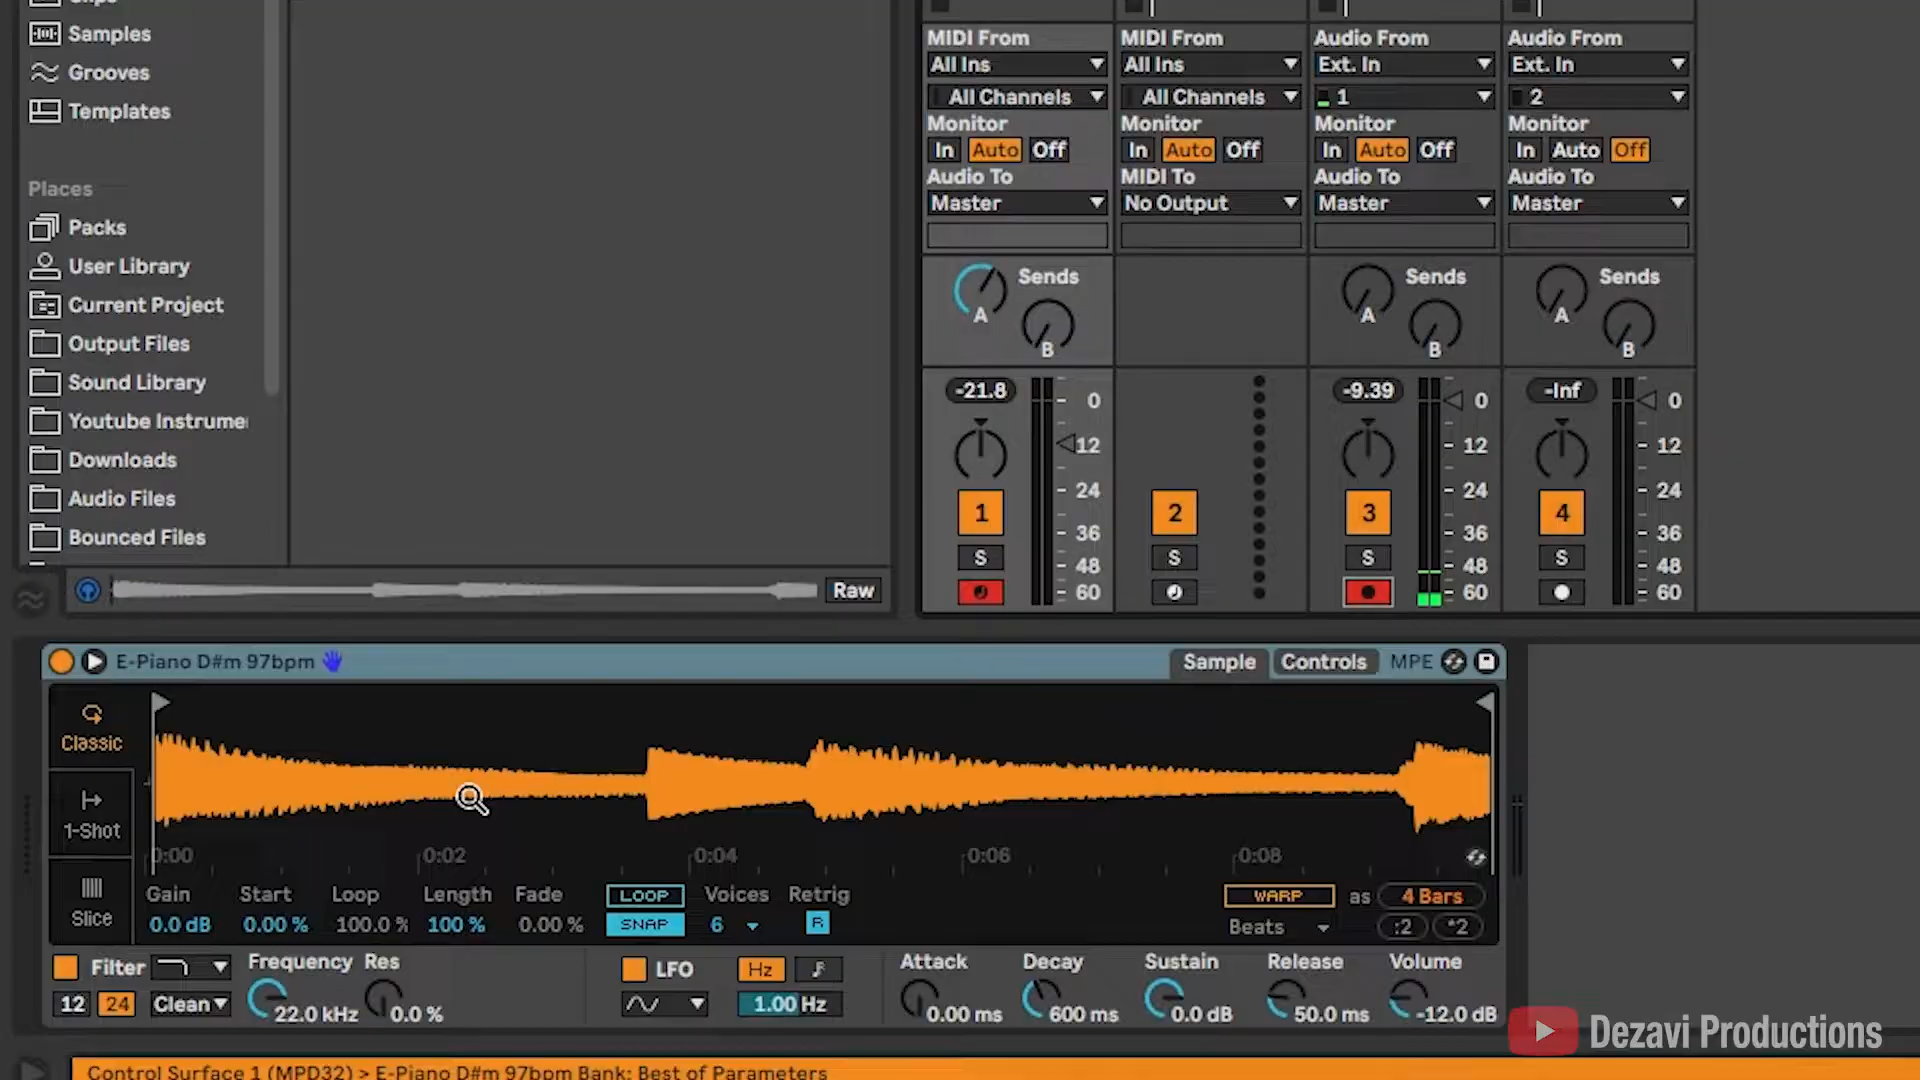 Samples
Grooves
Templates
Places
Packs
User Library
Current Project
Output Files
Sound Library
Youtube Instrume
Downloads
Audio Files
Bounced Files
Raw
MIDI From MIDI From Audio From Audio From
All Ins All Ins Ext. In Ext. In
All Channels All Channels 1 2
Monitor Monitor Monitor Monitor
In Auto Off In Auto Off In Auto Off In Auto Off
Audio To MIDI To Audio To Audio To
Master No Output Master Master
Sends Sends Sends
A A A
B B B
-21.8 0 -9.39 0 -Inf 0
12 12 12
24 24 24
1 2 3 4
36 36 36
S S S S
48 48 48
60 60 60
E-Piano D#m 97bpm Sample Controls MPE
Classic
1-Shot
Slice
0:00 0:02 0:04 0:06 0:08
Gain Start Loop Length Fade LOOP Voices Retrig WARP as 4 Bars
0.0 dB 0.00 % 100.0 % 100 % 0.00 % SNAP 6 R Beats :2 *2
Filter Frequency Res LFO Hz Attack Decay Sustain Release Volume
12 24 Clean 22.0 kHz 0.0 % 1.00 Hz 0.00 ms 600 ms 0.0 dB 50.0 ms -12.0 dB
Dezavi Productions
Control Surface 1 (MPD32) > E-Piano D#m 97bpm Bank: Best of Parameters